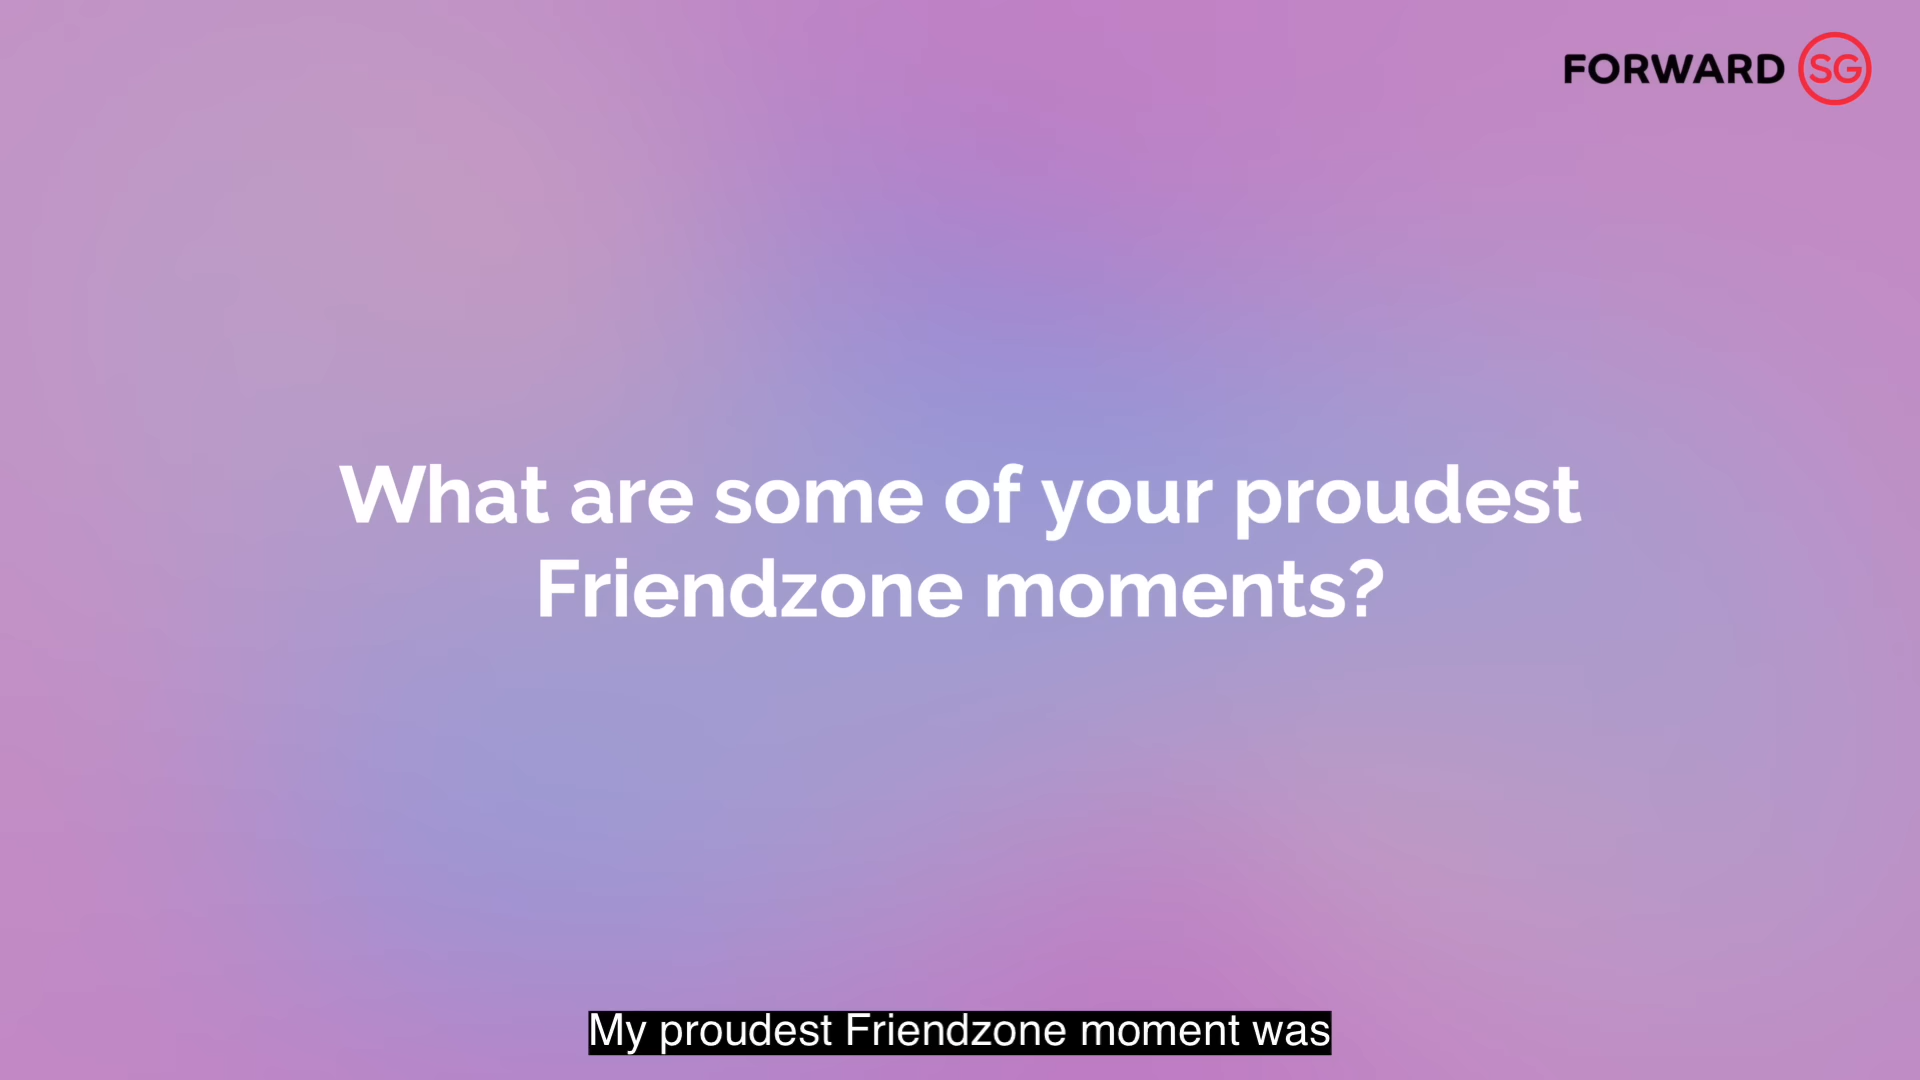 FORWARD SG
What are some of your proudest
Friendzone moments?
My proudest Friendzone moment was